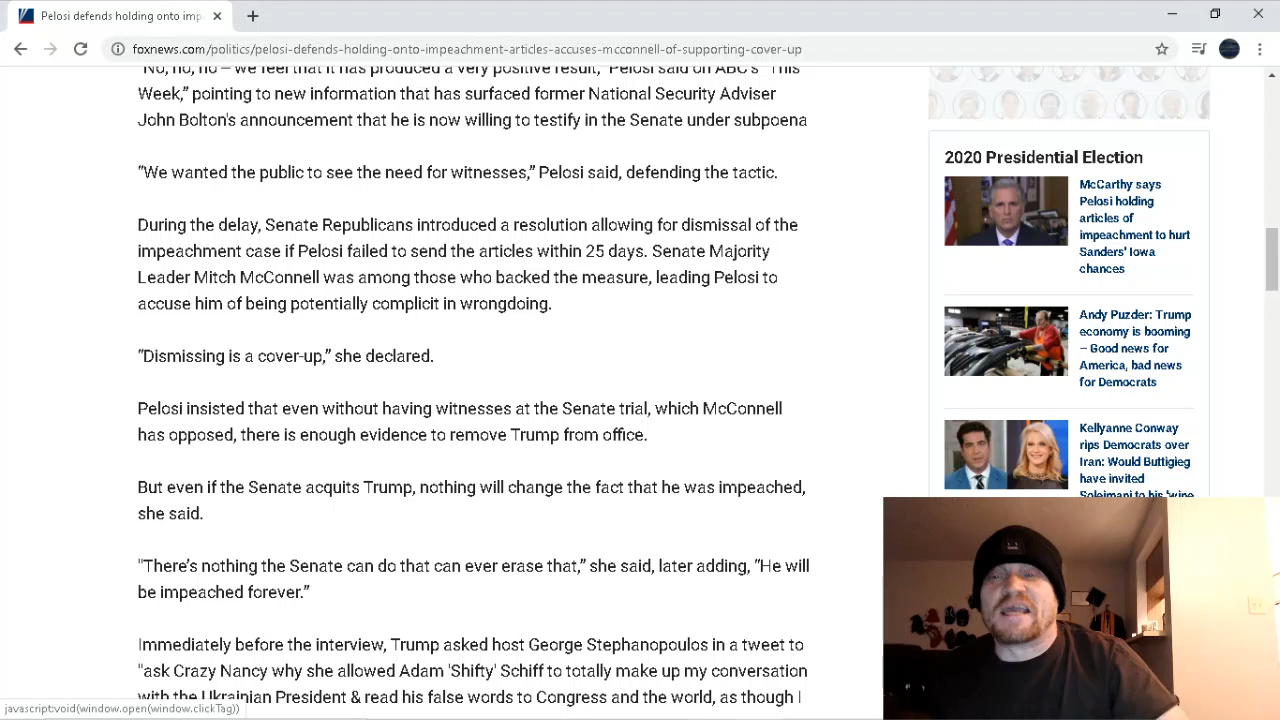 Pelosi defends holding onto imp
foxnews.com/politics/pelosi-defends-holding-onto-impeachment-articles-accuses-mcconnell-of-supporting-cover-up
"No, no, no – we feel that it has produced a very positive result," Pelosi said on ABC's "This
Week,” pointing to new information that has surfaced former National Security Adviser
John Bolton's announcement that he is now willing to testify in the Senate under subpoena
“We wanted the public to see the need for witnesses,” Pelosi said, defending the tactic.
During the delay, Senate Republicans introduced a resolution allowing for dismissal of the
impeachment case if Pelosi failed to send the articles within 25 days. Senate Majority
Leader Mitch McConnell was among those who backed the measure, leading Pelosi to
accuse him of being potentially complicit in wrongdoing.
“Dismissing is a cover-up,” she declared.
Pelosi insisted that even without having witnesses at the Senate trial, which McConnell
has opposed, there is enough evidence to remove Trump from office.
But even if the Senate acquits Trump, nothing will change the fact that he was impeached,
she said.
"There’s nothing the Senate can do that can ever erase that,” she said, later adding, “He will
be impeached forever.”
Immediately before the interview, Trump asked host George Stephanopoulos in a tweet to
"ask Crazy Nancy why she allowed Adam 'Shifty' Schiff to totally make up my conversation
with the Ukrainian President & read his false words to Congress and the world, as though I
javascript:void(window.open(window.clickTag))
2020 Presidential Election
McCarthy says
Pelosi holding
articles of
impeachment to hurt
Sanders' Iowa
chances
Andy Puzder: Trump
economy is booming
– Good news for
America, bad news
for Democrats
Kellyanne Conway
rips Democrats over
Iran: Would Buttigieg
have invited
Soleimani to his 'wine